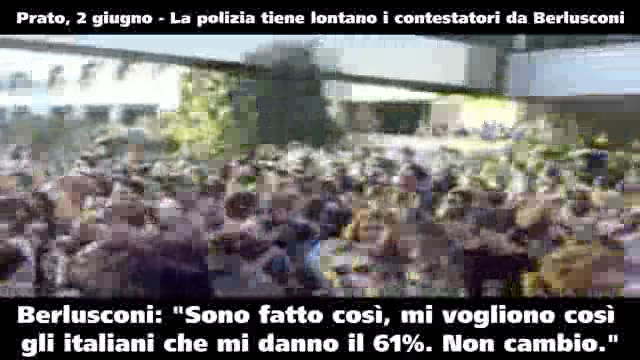 Prato, 2 giugno - La polizia tiene lontano i contestatori da Berlusconi
Berlusconi: "Sono fatto così, mi vogliono così
gli italiani che mi danno il 61%. Non cambio."